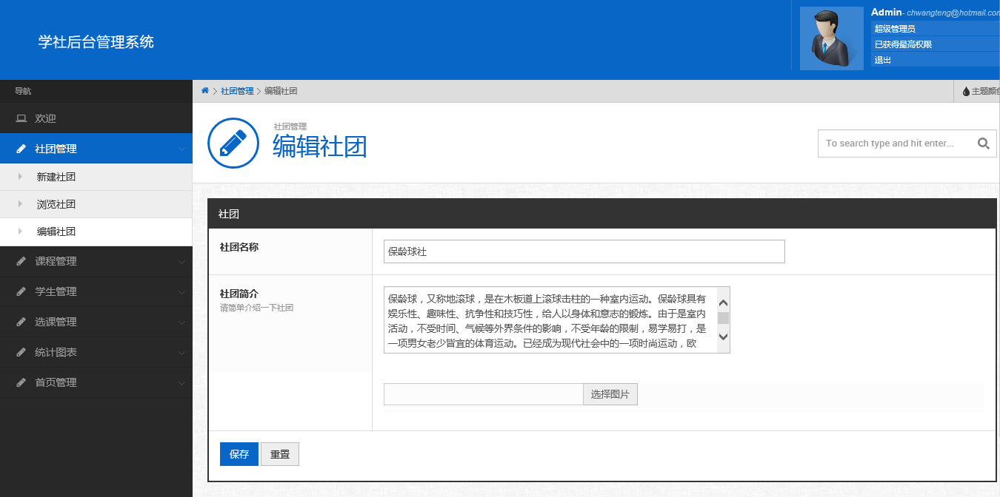 学社后台管理系统
Admin - chwangteng@hotmail.com
超级管理员
已获得最高权限
退出
导航
欢迎
社团管理
新建社团
浏览社团
编辑社团
课程管理
学生管理
选课管理
统计图表
首页管理
社团管理
编辑社团
主题颜色
社团管理
编辑社团
To search type and hit enter...
社团
社团名称
保龄球社
社团简介
请简单介绍一下社团
保龄球，又称地滚球，是在木板道上滚球击柱的一种室内运动。保龄球具有
娱乐性、趣味性、抗争性和技巧性，给人以身体和意志的锻炼。由于是室内
活动，不受时间、气候等外界条件的影响，不受年龄的限制，易学易打，是
一项男女老少皆宜的体育运动。已经成为现代社会中的一项时尚运动，欧
选择图片
保存
重置